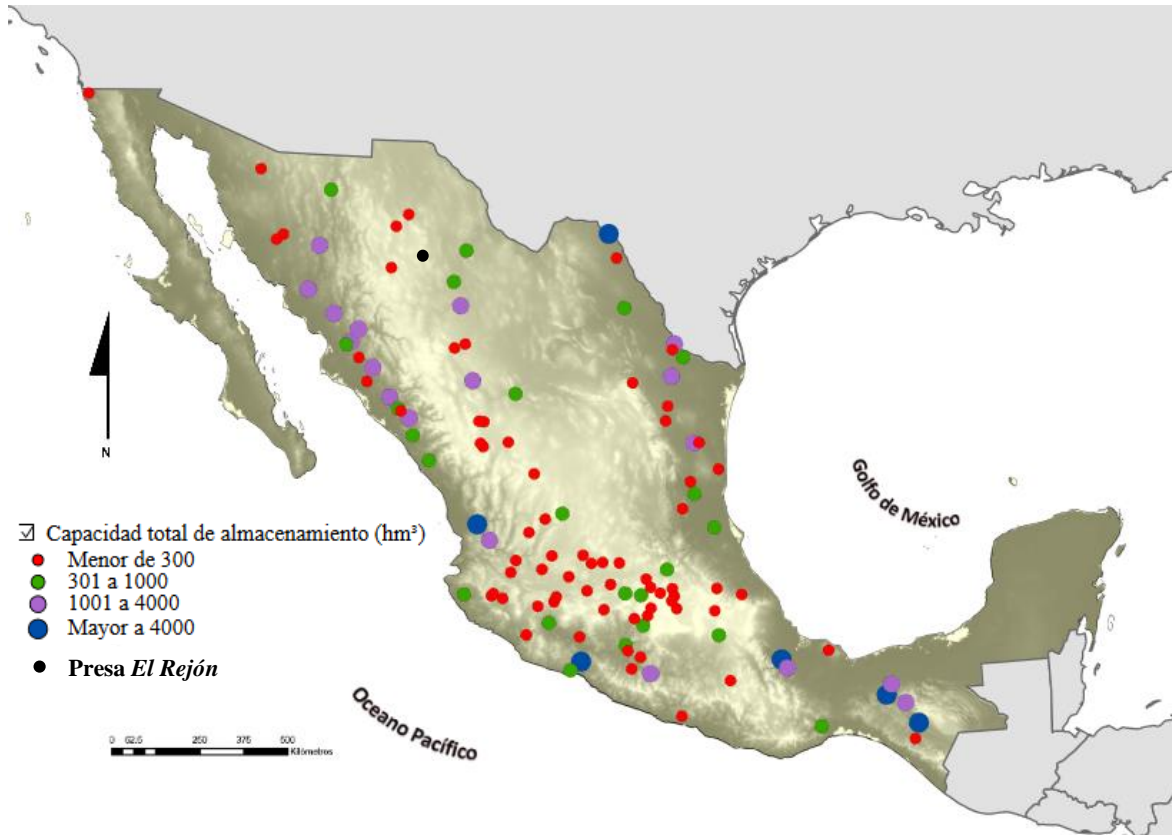 N
Golfo de México
☑ Capacidad total de almacenamiento (hm³)
Menor de 300
301 a 1000
1001 a 4000
Mayor a 4000
Presa El Rejón
Oceano Pacífico
0 62.5 250 375 500
Kilómetros